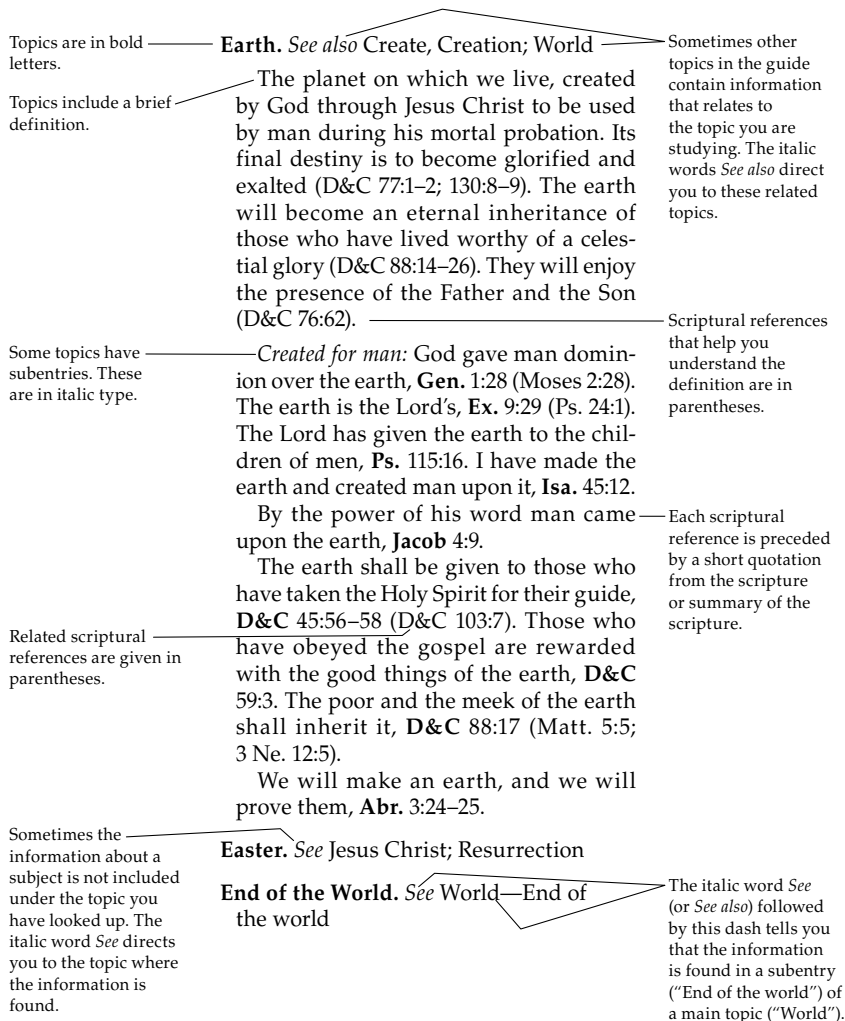 Topics are in bold
letters.
Topics include a brief
definition.
Some topics have
subentries. These
are in italic type.
Related scriptural
references are given in
parentheses.
Sometimes the
information about a
subject is not included
under the topic you
have looked up. The
italic word See directs
you to the topic where
the information is
found.
Earth. See also Create, Creation; World
The planet on which we live, created
by God through Jesus Christ to be used
by man during his mortal probation. Its
final destiny is to become glorified and
exalted (D&C 77:1–2; 130:8–9). The earth
will become an eternal inheritance of
those who have lived worthy of a celes-
tial glory (D&C 88:14–26). They will enjoy
the presence of the Father and the Son
(D&C 76:62).
Created for man: God gave man domin-
ion over the earth, Gen. 1:28 (Moses 2:28).
The earth is the Lord’s, Ex. 9:29 (Ps. 24:1).
The Lord has given the earth to the chil-
dren of men, Ps. 115:16. I have made the
earth and created man upon it, Isa. 45:12.
By the power of his word man came
upon the earth, Jacob 4:9.
The earth shall be given to those who
have taken the Holy Spirit for their guide,
D&C 45:56–58 (D&C 103:7). Those who
have obeyed the gospel are rewarded
with the good things of the earth, D&C
59:3. The poor and the meek of the earth
shall inherit it, D&C 88:17 (Matt. 5:5;
3 Ne. 12:5).
We will make an earth, and we will
prove them, Abr. 3:24–25.
Easter. See Jesus Christ; Resurrection
End of the World. See World—End of
the world
Sometimes other
topics in the guide
contain information
that relates to
the topic you are
studying. The italic
words See also direct
you to these related
topics.
Scriptural references
that help you
understand the
definition are in
parentheses.
Each scriptural
reference is preceded
by a short quotation
from the scripture
or summary of the
scripture.
The italic word See
(or See also) followed
by this dash tells you
that the information
is found in a subentry
(“End of the world”) of
a main topic (“World”).